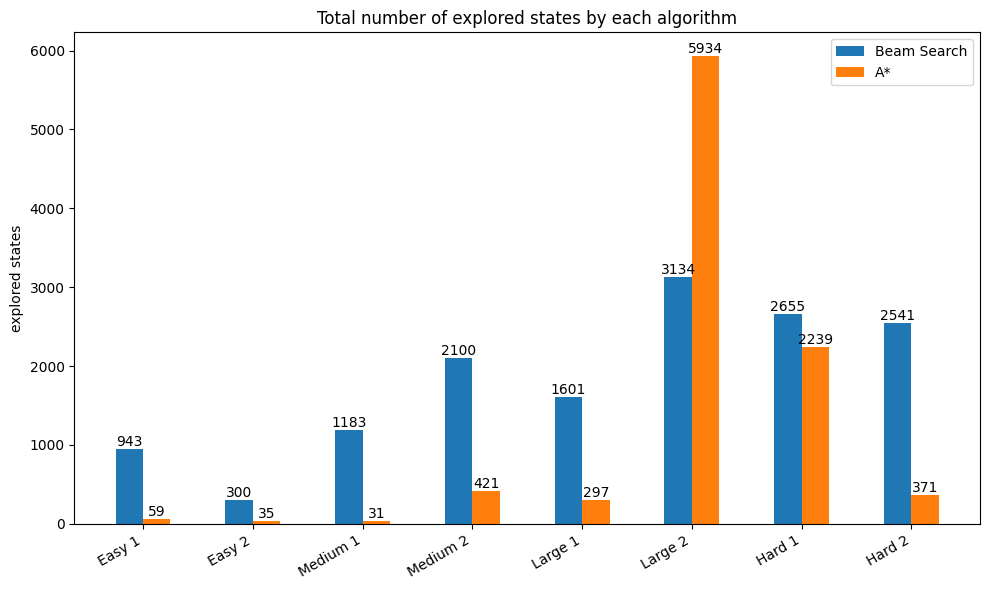 Total number of explored states by each algorithm
Beam Search
A*
explored states
6000
5000
4000
3000
2000
1000
0
943
59
300
35
1183
31
2100
421
1601
297
3134
5934
2655
2239
2541
371
Easy 1
Easy 2
Medium 1
Medium 2
Large 1
Large 2
Hard 1
Hard 2